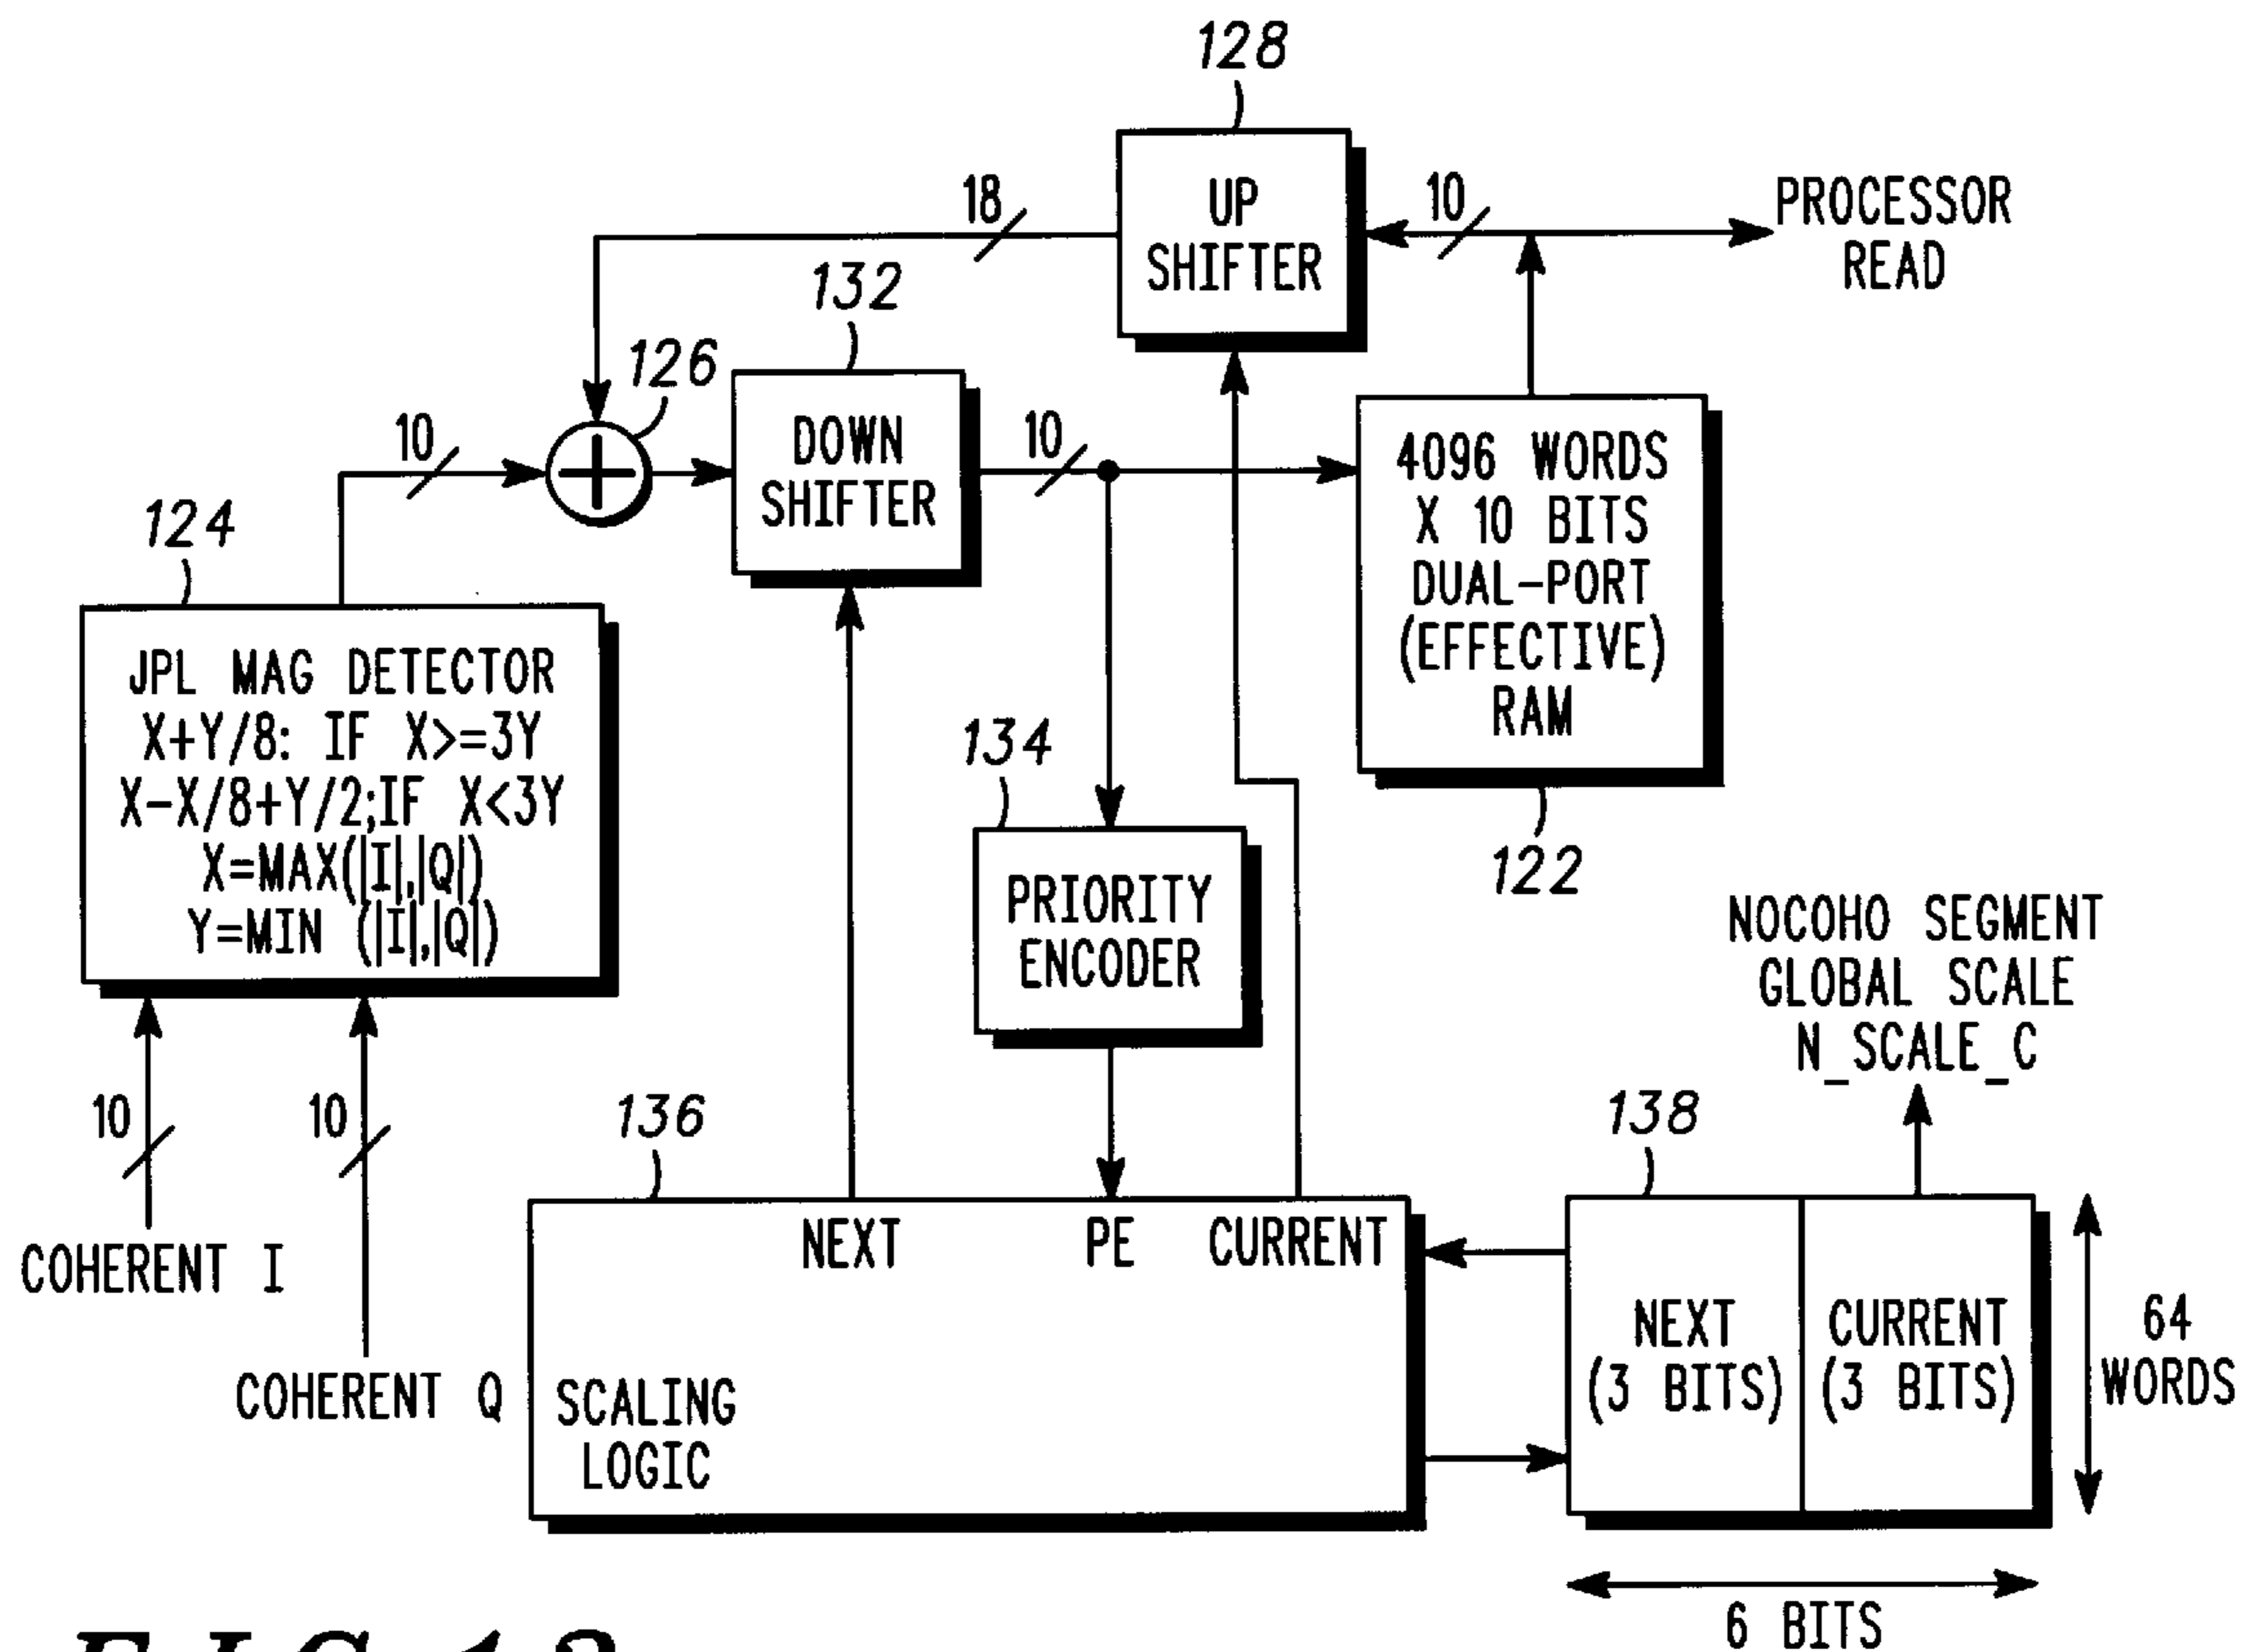 128
18
UP
SHIFTER
10
PROCESSOR
READ
132
126
10
DOWN
SHIFTER
10
4096 WORDS
X 10 BITS
DUAL-PORT
(EFFECTIVE)
RAM
122
124
JPL MAG DETECTOR
X+Y/8: IF X>=3Y
X-X/8+Y/2;IF X<3Y
X=MAX(|I|,|Q|)
Y=MIN (|I|,|Q|)
134
PRIORITY
ENCODER
NOCOHO SEGMENT
GLOBAL SCALE
N_SCALE_C
10
10
COHERENT I
COHERENT Q
136
NEXT
PE
CURRENT
SCALING
LOGIC
138
NEXT
(3 BITS)
CURRENT
(3 BITS)
64
WORDS
6 BITS